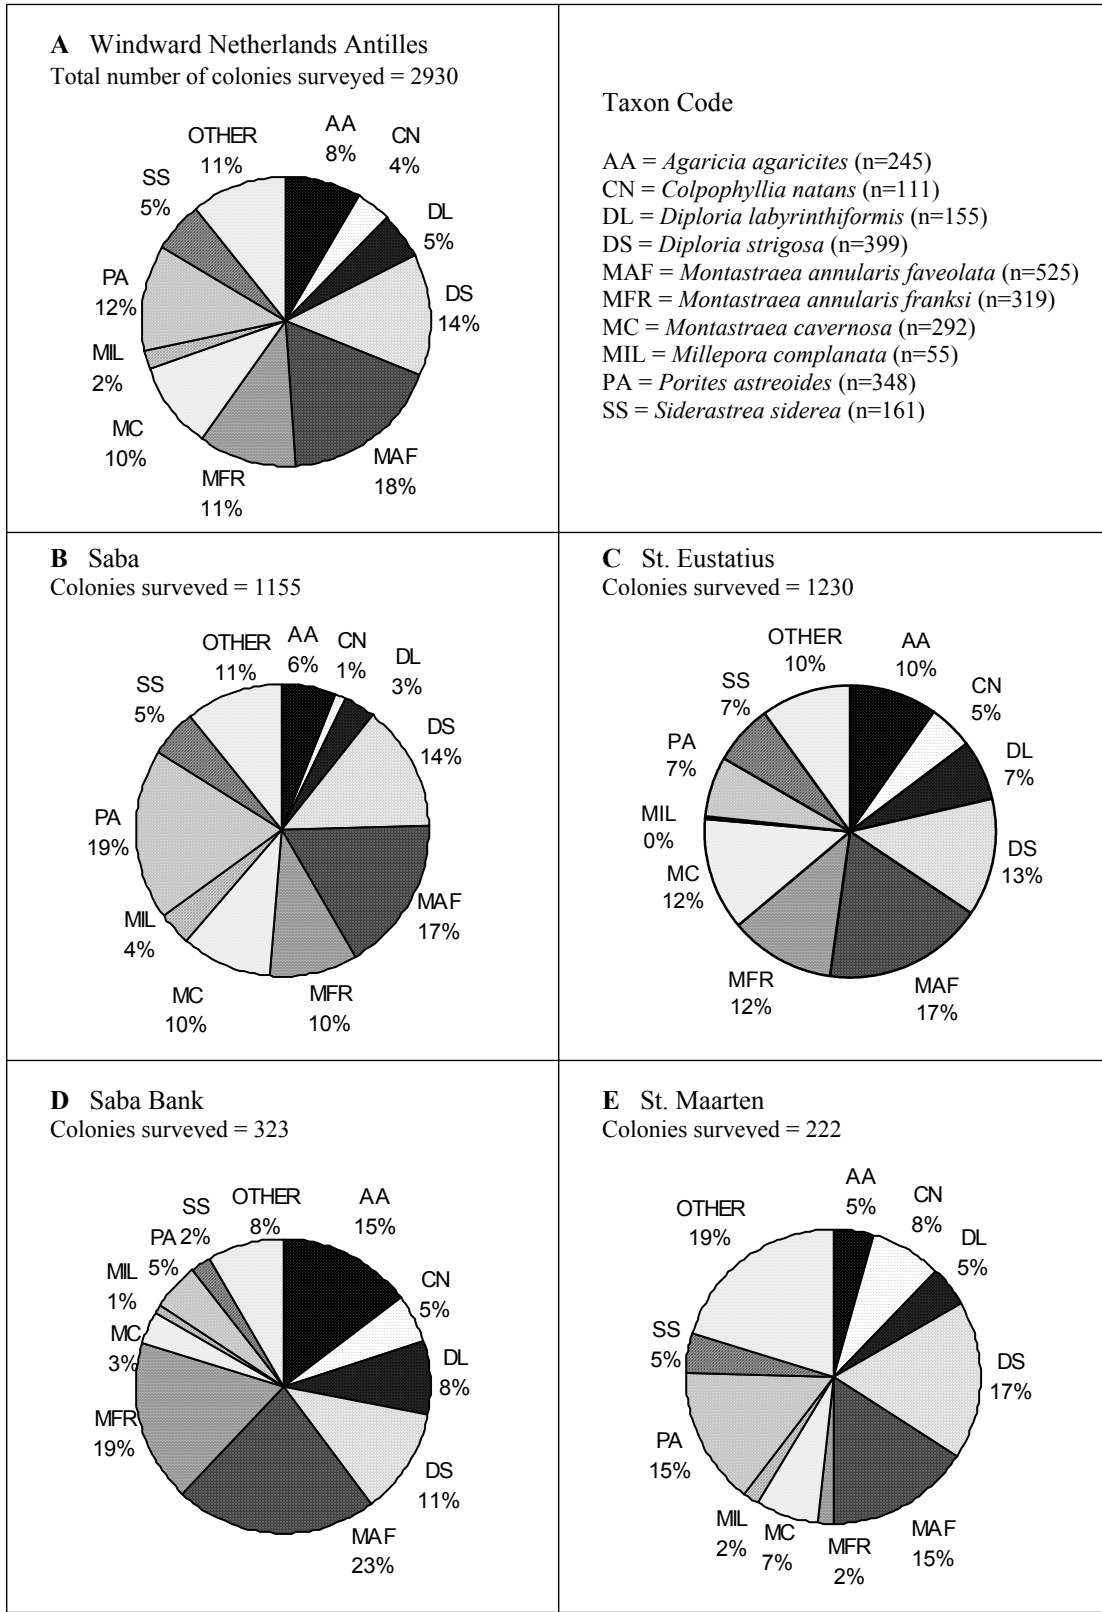 A Windward Netherlands Antilles
Total number of colonies surveyed = 2930
OTHER
11%
AA
8%
CN
4%
DL
5%
DS
14%
MAF
18%
MFR
11%
MC
10%
MIL
2%
PA
12%
SS
5%
Taxon Code
AA = Agaricia agaricites (n=245)
CN = Colpophyllia natans (n=111)
DL = Diploria labyrinthiformis (n=155)
DS = Diploria strigosa (n=399)
MAF = Montastraea annularis faveolata (n=525)
MFR = Montastraea annularis franksi (n=319)
MC = Montastraea cavernosa (n=292)
MIL = Millepora complanata (n=55)
PA = Porites astreoides (n=348)
SS = Siderastrea siderea (n=161)
B Saba
Colonies surveyed = 1155
OTHER
11%
AA
6%
CN
1%
DL
3%
DS
14%
MAF
17%
MFR
10%
MC
10%
MIL
4%
PA
19%
SS
5%
C St. Eustatius
Colonies surveyed = 1230
OTHER
10%
AA
10%
CN
5%
DL
7%
DS
13%
MAF
17%
MFR
12%
MC
12%
MIL
0%
PA
7%
SS
7%
D Saba Bank
Colonies surveyed = 323
OTHER
8%
AA
15%
CN
5%
DL
8%
DS
11%
MAF
23%
MFR
19%
MC
3%
MIL
1%
PA
5%
SS
2%
E St. Maarten
Colonies surveyed = 222
OTHER
19%
AA
5%
CN
8%
DL
5%
DS
17%
MAF
15%
MFR
2%
MC
7%
MIL
2%
PA
15%
SS
5%